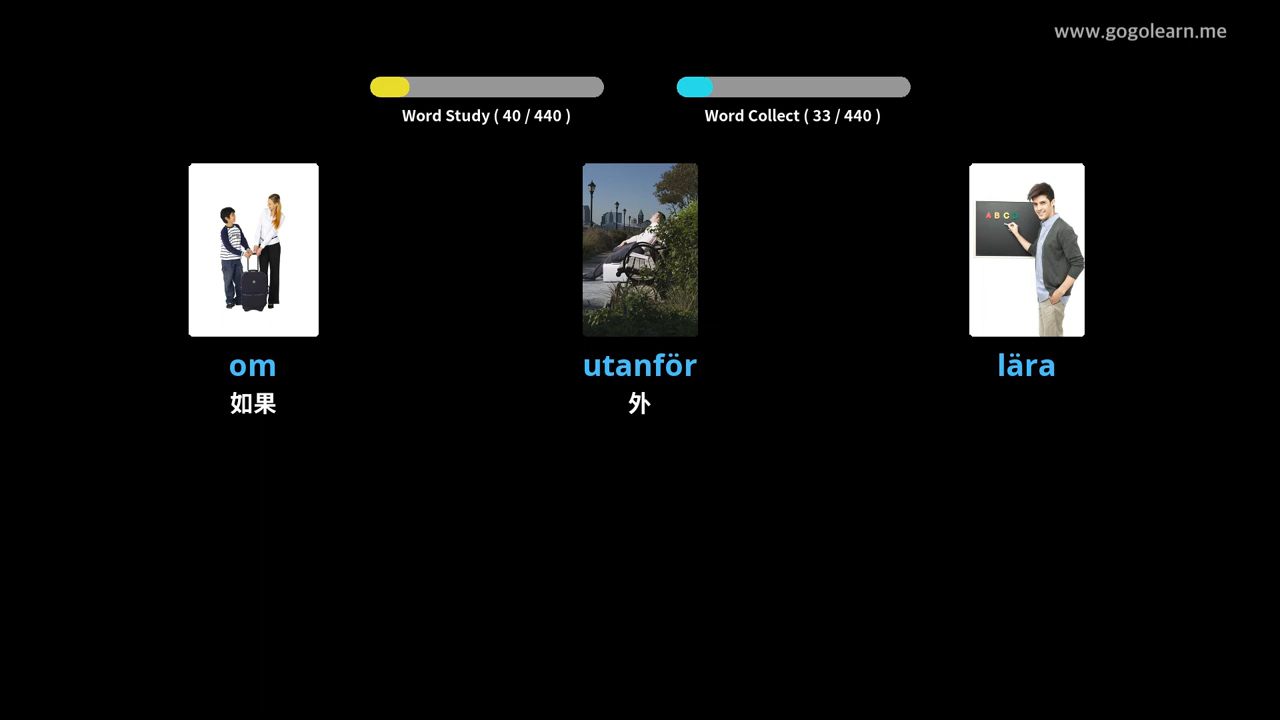 www.gogolearn.me
Word Study ( 40 / 440 )
Word Collect ( 33 / 440 )
A B C D
om
utanför
lära
如果
外